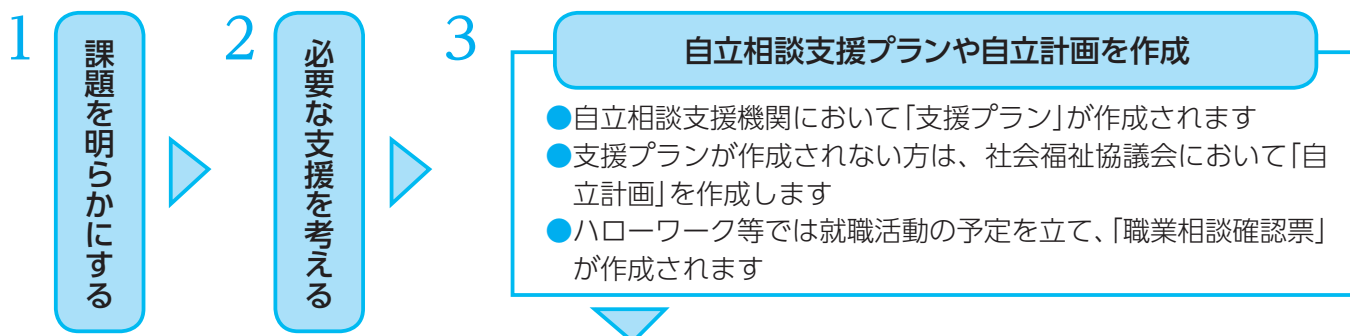 1
課題を明らかにする
2
必要な支援を考える
3
自立相談支援プランや自立計画を作成
●自立相談支援機関において「支援プラン」が作成されます
●支援プランが作成されない方は、社会福祉協議会において「自
立計画」を作成します
●ハローワーク等では就職活動の予定を立て、「職業相談確認票」
が作成されます